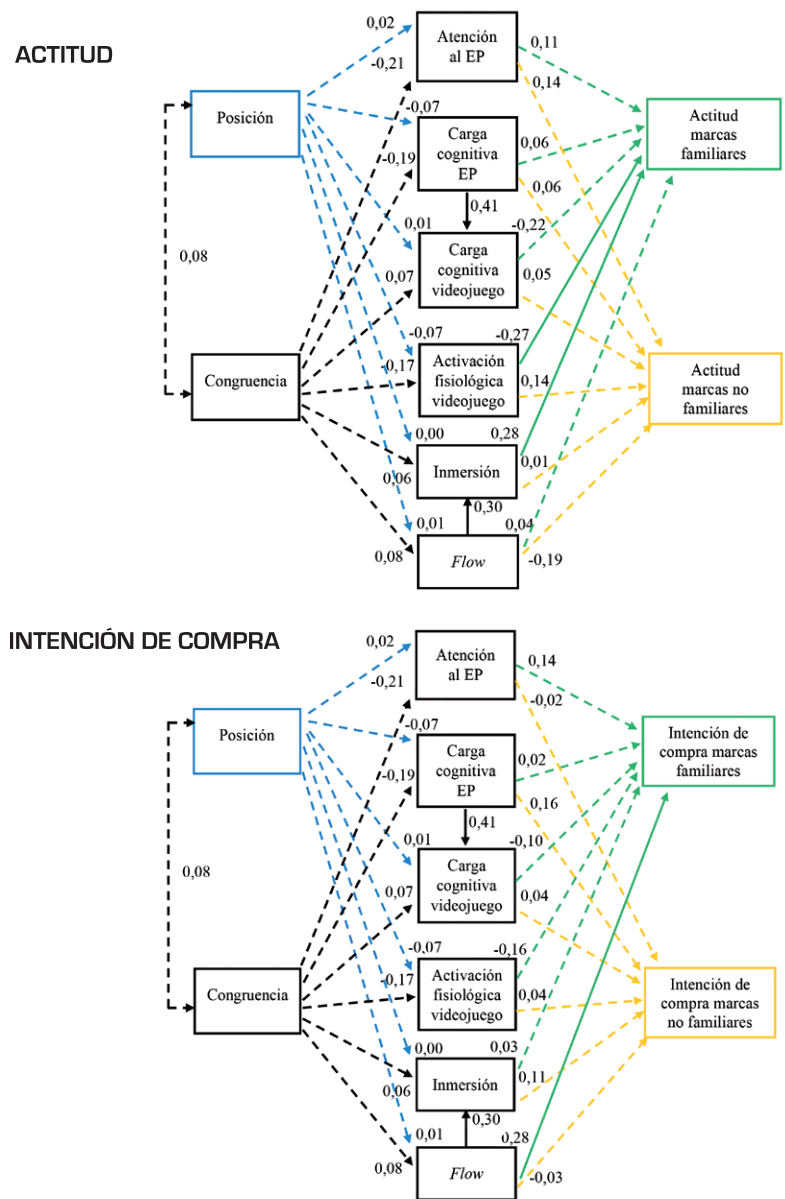 ACTITUD
0,02
Atención
al EP
0,11
-0,21
0,14
Posición
-0,07
Actitud
marcas
familiares
Carga
cognitiva
EP
0,06
-0,19
0,06
0,41
0,01
-0,22
0,08
Carga
cognitiva
videojuego
0,07
0,05
-0,07
-0,27
Congruencia
-0,17
Activación
fisiológica
videojuego
0,14
Actitud
marcas no
familiares
0,00
0,28
Inmersión
0,01
0,06
0,30
0,01
0,04
0,08
Flow
-0,19
INTENCIÓN DE COMPRA
0,02
Atención
al EP
0,14
-0,21
-0,02
Posición
-0,07
Intención de
compra marcas
familiares
Carga
cognitiva
EP
0,02
-0,19
0,16
0,41
0,01
-0,10
0,08
Carga
cognitiva
videojuego
0,07
0,04
-0,07
-0,16
Congruencia
-0,17
Activación
fisiológica
videojuego
0,04
Intención de
compra marcas
no familiares
0,00
0,03
Inmersión
0,11
0,06
0,30
0,01
0,28
0,08
Flow
-0,03